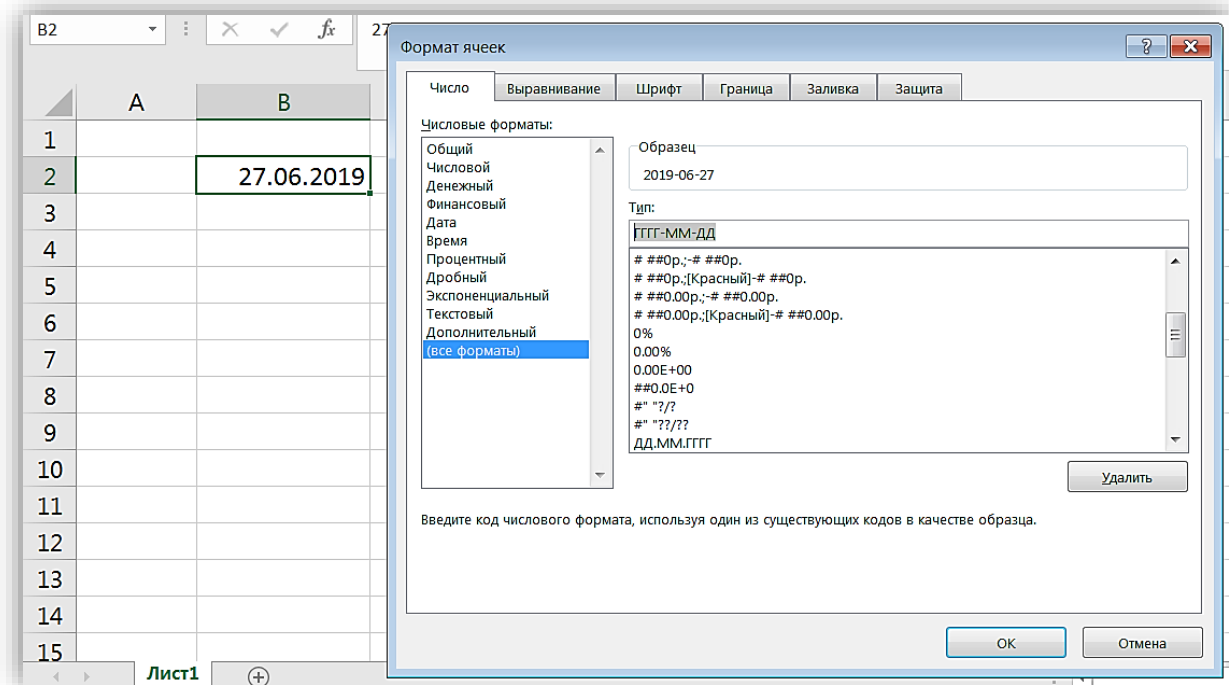 B2 fx 27
Формат ячеек
Число Выравнивание Шрифт Граница Заливка Защита
A B
1
2
3
4
5
6
7
8
9
10
11
12
13
14
15
27.06.2019
Числовые форматы:
Общий
Числовой
Денежный
Финансовый
Дата
Время
Процентный
Дробный
Экспоненциальный
Текстовый
Дополнительный
(все форматы)
Образец
2019-06-27
Тип:
ГГГГ-ММ-ДД
# ##0р.;-# ##0р.
# ##0р.;[Красный]-# ##0р.
# ##0.00р.;-# ##0.00р.
# ##0.00р.;[Красный]-# ##0.00р.
0%
0.00%
0.00E+00
##0.0E+0
#" "?/?
#" "??/??
ДД.ММ.ГГГГ
Удалить
Введите код числового формата, используя один из существующих кодов в качестве образца.
ОК Отмена
Лист1